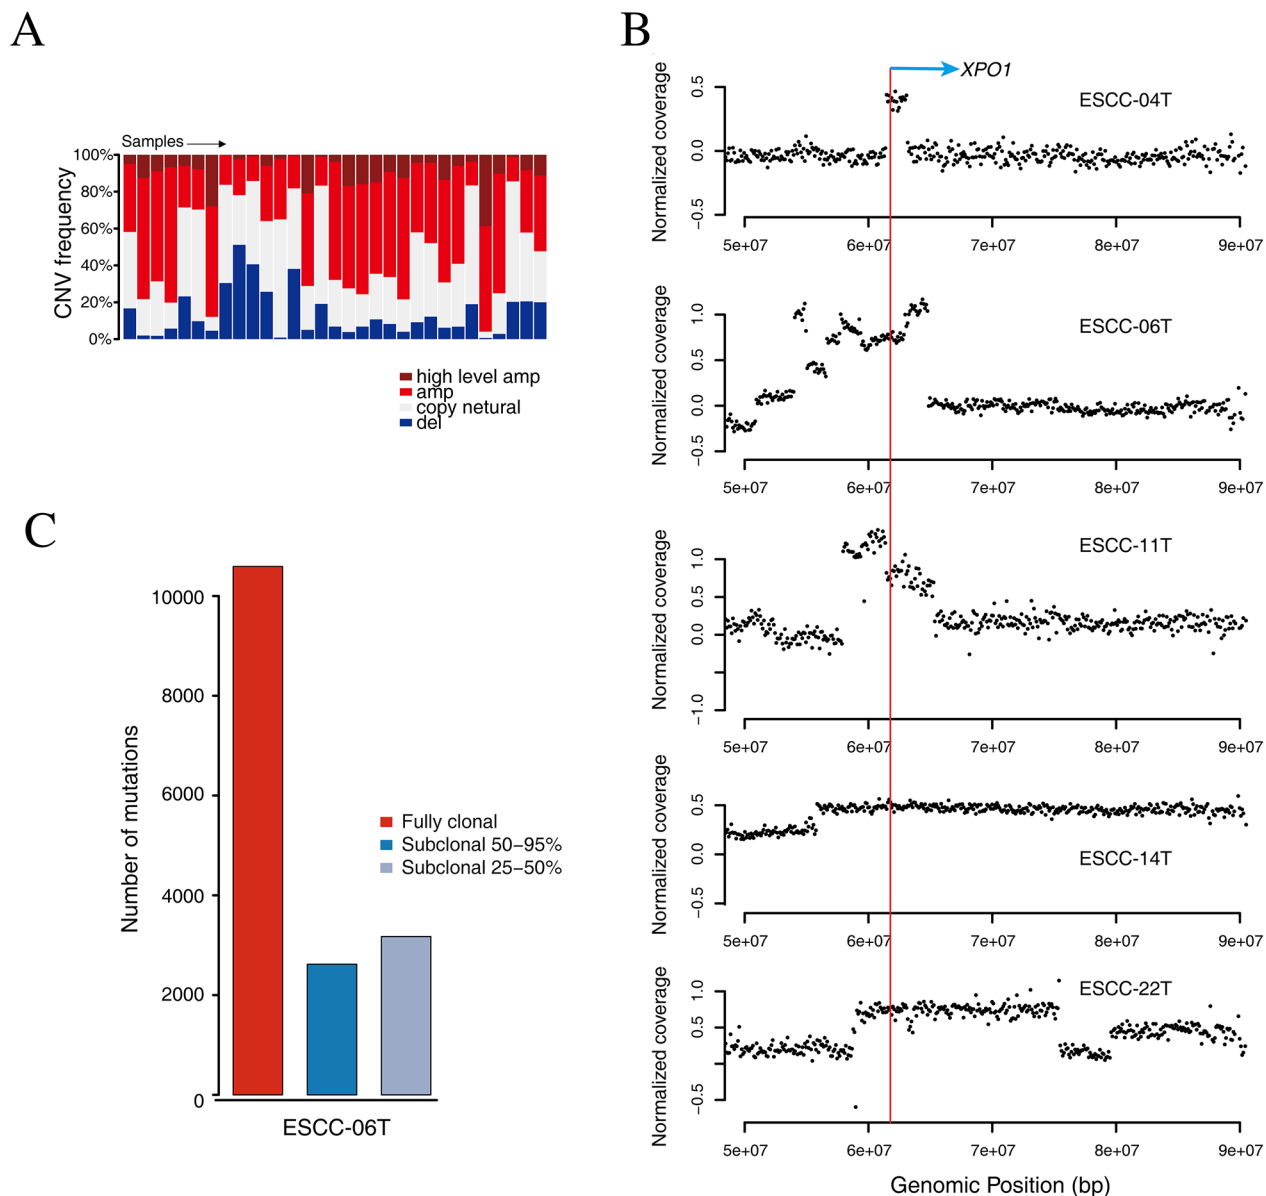 A
Samples
100%
80%
60%
40%
20%
0%
CNV frequency
high level amp
amp
copy netural
del
B
XPO1
ESCC-04T
Normalized coverage
0.5
0.0
−0.5
5e+07 6e+07 7e+07 8e+07 9e+07
ESCC-06T
Normalized coverage
1.0
0.5
0.0
−0.5
5e+07 6e+07 7e+07 8e+07 9e+07
ESCC-11T
Normalized coverage
1.0
0.5
0.0
−1.0
5e+07 6e+07 7e+07 8e+07 9e+07
ESCC-14T
Normalized coverage
0.5
0.0
−0.5
5e+07 6e+07 7e+07 8e+07 9e+07
ESCC-22T
Normalized coverage
1.0
0.5
−0.5
5e+07 6e+07 7e+07 8e+07 9e+07
Genomic Position (bp)
C
Number of mutations
10000
8000
6000
4000
2000
0
Fully clonal
Subclonal 50−95%
Subclonal 25−50%
ESCC-06T